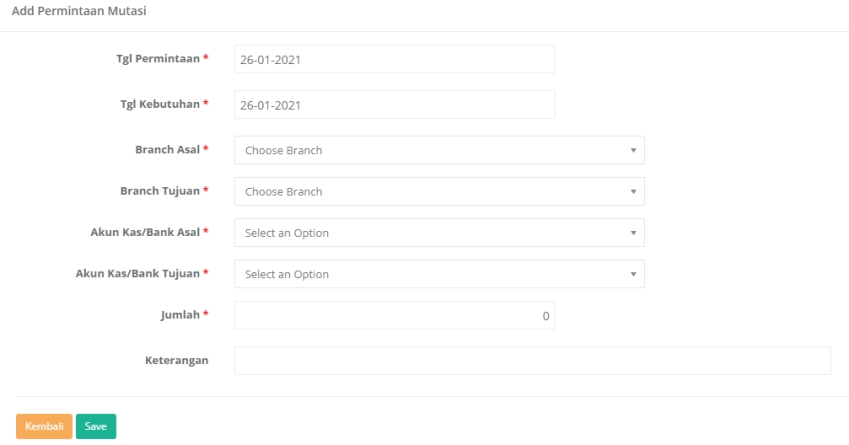 Add Permintaan Mutasi
Tgl Permintaan * 26-01-2021
Tgl Kebutuhan * 26-01-2021
Branch Asal * Choose Branch
Branch Tujuan * Choose Branch
Akun Kas/Bank Asal * Select an Option
Akun Kas/Bank Tujuan * Select an Option
Jumlah * 0
Keterangan
Kembali Save